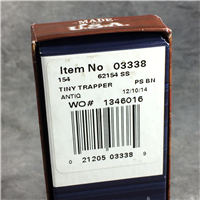 MADE
U.S.A.
Item No 03338
154 62154 SS
TINY TRAPPER PS BN
ANTIQ 12/10/14
WO# 1346016
0 21205 03338 9